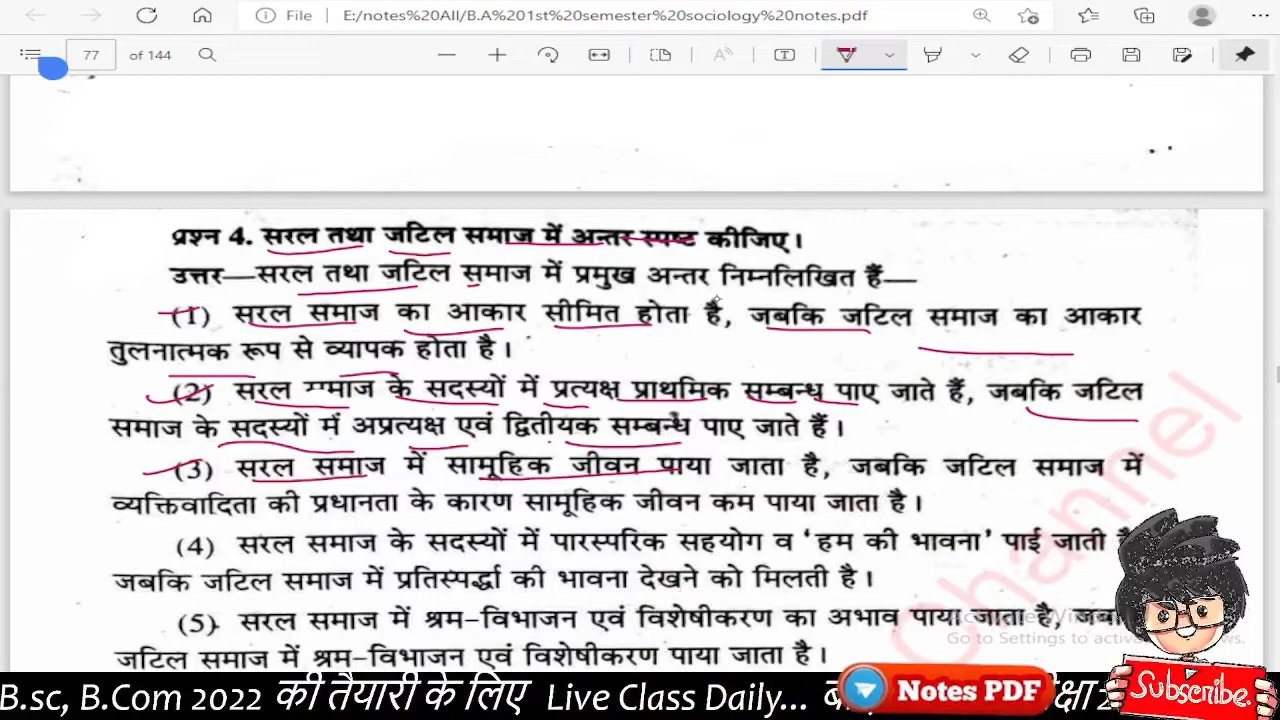 File E:/notes%20All/B.A%201st%20semester%20sociology%20notes.pdf
77 of 144
प्रश्न 4. सरल तथा जटिल समाज में अन्तर स्पष्ट कीजिए।
उत्तर—सरल तथा जटिल समाज में प्रमुख अन्तर निम्नलिखित हैं—
(1) सरल समाज का आकार सीमित होता है, जबकि जटिल समाज का आकार
तुलनात्मक रूप से व्यापक होता है।
(2) सरल समाज के सदस्यों में प्रत्यक्ष प्राथमिक सम्बन्ध पाए जाते हैं, जबकि जटिल
समाज के सदस्यों में अप्रत्यक्ष एवं द्वितीयक सम्बन्ध पाए जाते हैं।
(3) सरल समाज में सामूहिक जीवन पाया जाता है, जबकि जटिल समाज में
व्यक्तिवादिता की प्रधानता के कारण सामूहिक जीवन कम पाया जाता है।
(4) सरल समाज के सदस्यों में पारस्परिक सहयोग व ‘हम की भावना’ पाई जाती
जबकि जटिल समाज में प्रतिस्पर्द्धा की भावना देखने को मिलती है।
(5) सरल समाज में श्रम-विभाजन एवं विशेषीकरण का अभाव पाया जाता है,
जटिल समाज में श्रम-विभाजन एवं विशेषीकरण पाया जाता है।
Channel
Go to Settings to
Subscribe
B.sc, B.Com 2022 की तैयारी के लिए Live Class Daily...
Notes PDF